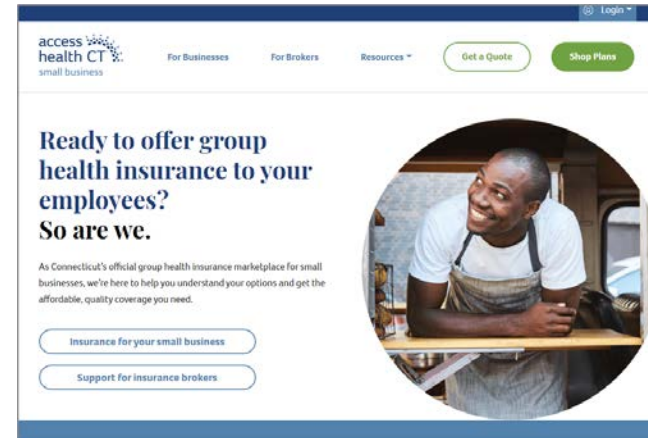 Login
access
health CT
small business
For Businesses
For Brokers
Resources
Get a Quote
Shop Plans
Ready to offer group
health insurance to your
employees?
So are we.
As Connecticut's official group health insurance marketplace for small
businesses, we're here to help you understand your options and get the
affordable, quality coverage you need.
Insurance for your small business
Support for insurance brokers